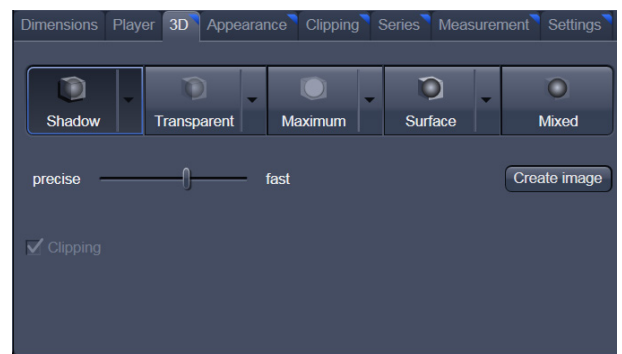 Dimensions Player 3D Appearance Clipping Series Measurement Settings
Shadow Transparent Maximum Surface Mixed
precise fast Create image
Clipping